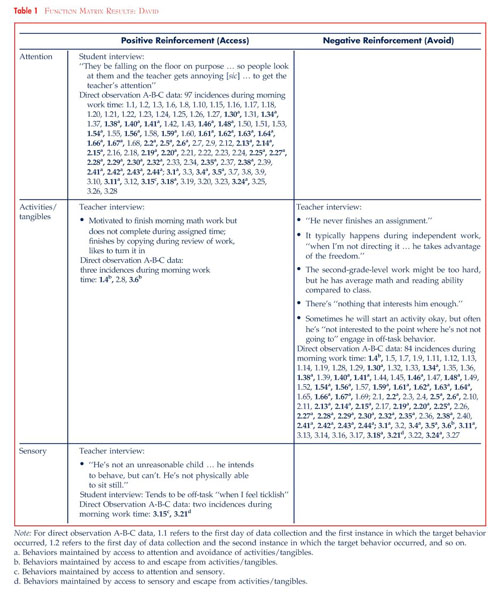 Table 1 Function Matrix Results: David
Positive Reinforcement (Access)
Negative Reinforcement (Avoid)
Attention
Student interview:
"They be falling on the floor on purpose … so people look
at them and the teacher gets annoying [sic] … to get the
teacher's attention"
Direct observation A-B-C data: 97 incidences during morning
work time: 1.1, 1.2, 1.3, 1.6, 1.8, 1.10, 1.15, 1.16, 1.17, 1.18,
1.20, 1.21, 1.22, 1.23, 1.24, 1.25, 1.26, 1.27, 1.30ᵃ, 1.31, 1.34ᵃ,
1.37, 1.38ᵃ, 1.40ᵃ, 1.41ᵃ, 1.42, 1.43, 1.46ᵃ, 1.48ᵃ, 1.50, 1.51, 1.53,
1.54ᵃ, 1.55, 1.56ᵃ, 1.58, 1.59ᵃ, 1.60, 1.61ᵃ, 1.62ᵃ, 1.63ᵃ, 1.64ᵃ,
1.66ᵃ, 1.67ᵃ, 1.68, 2.2ᵃ, 2.5ᵃ, 2.6ᵃ, 2.7, 2.9, 2.12, 2.13ᵃ, 2.14ᵃ,
2.15ᵃ, 2.16, 2.18, 2.19ᵃ, 2.20ᵃ, 2.21, 2.22, 2.23, 2.24, 2.25ᵃ, 2.27ᵃ,
2.28ᵃ, 2.29ᵃ, 2.30ᵃ, 2.32ᵃ, 2.33, 2.34, 2.35ᵃ, 2.37, 2.38ᵃ, 2.39,
2.41ᵃ, 2.42ᵃ, 2.43ᵃ, 2.44ᵃ; 3.1ᵃ, 3.3, 3.4ᵃ, 3.5ᵃ, 3.7, 3.8, 3.9,
3.10, 3.11ᵃ, 3.12, 3.15ᶜ, 3.18ᵃ, 3.19, 3.20, 3.23, 3.24ᵃ, 3.25,
3.26, 3.28
Activities/
tangibles
Teacher interview:
• Motivated to finish morning math work but
does not complete during assigned time;
finishes by copying during review of work,
likes to turn it in
Direct observation A-B-C data:
three incidences during morning work
time: 1.4ᵇ, 2.8, 3.6ᵇ
Teacher interview:
• "He never finishes an assignment."
• It typically happens during independent work,
"when I'm not directing it … he takes advantage
of the freedom."
• The second-grade-level work might be too hard,
but he has average math and reading ability
compared to class.
• There's "nothing that interests him enough."
• Sometimes he will start an activity okay, but often
he's "not interested to the point where he's not not
going to" engage in off-task behavior.
Direct observation A-B-C data: 84 incidences during
morning work time: 1.4ᵇ, 1.5, 1.7, 1.9, 1.11, 1.12, 1.13,
1.14, 1.19, 1.28, 1.29, 1.30ᵃ, 1.32, 1.33, 1.34ᵃ, 1.35, 1.36,
1.38ᵃ, 1.39, 1.40ᵃ, 1.41ᵃ, 1.44, 1.45, 1.46ᵃ, 1.47, 1.48ᵃ, 1.49,
1.52, 1.54ᵃ, 1.56ᵃ, 1.57, 1.59ᵃ, 1.61ᵃ, 1.62ᵃ, 1.63ᵃ, 1.64ᵃ,
1.65, 1.66ᵃ, 1.67ᵃ, 1.69; 2.1, 2.2ᵃ, 2.3, 2.4, 2.5ᵃ, 2.6ᵃ, 2.10,
2.11, 2.13ᵃ, 2.14ᵃ, 2.15ᵃ, 2.17, 2.19ᵃ, 2.20ᵃ, 2.25ᵃ, 2.26,
2.27ᵃ, 2.28ᵃ, 2.29ᵃ, 2.30ᵃ, 2.32ᵃ, 2.35ᵃ, 2.36, 2.38ᵃ, 2.40,
2.41ᵃ, 2.42ᵃ, 2.43ᵃ, 2.44ᵃ; 3.1ᵃ, 3.2, 3.4ᵃ, 3.5ᵃ, 3.6ᵇ, 3.11ᵃ,
3.13, 3.14, 3.16, 3.17, 3.18ᵃ, 3.21ᵈ, 3.22, 3.24ᵃ, 3.27
Sensory
Teacher interview:
• "He's not an unreasonable child … he intends
to behave, but can't. He's not physically able
to sit still."
Student interview: Tends to be off-task "when I feel ticklish"
Direct Observation A-B-C data: two incidences during
morning work time: 3.15ᶜ, 3.21ᵈ
Note: For direct observation A-B-C data, 1.1 refers to the first day of data collection and the first instance in which the target behavior
occurred, 1.2 refers to the first day of data collection and the second instance in which the target behavior occurred, and so on.
a. Behaviors maintained by access to attention and avoidance of activities/tangibles.
b. Behaviors maintained by access to and escape from activities/tangibles.
c. Behaviors maintained by access to attention and sensory.
d. Behaviors maintained by access to sensory and escape from activities/tangibles.